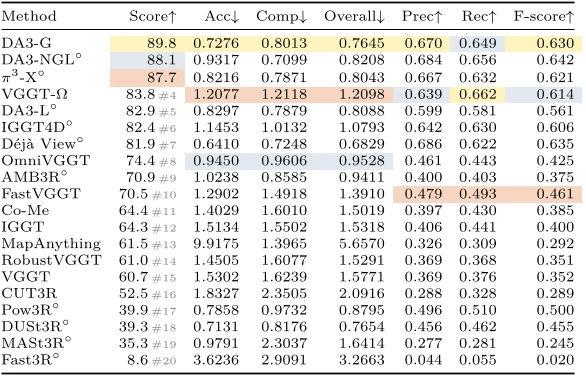 Method Score↑ Acc↓ Comp.↓ Overall↓ Prec↑ Rec↑ F-score↑
DA3-G 89.8 0.7276 0.8013 0.7645 0.670 0.649 0.630
DA3-NGL° 88.1 0.9317 0.7099 0.8208 0.684 0.656 0.642
π³-X° 87.7 0.8216 0.7871 0.8043 0.667 0.632 0.621
VGGT-Ω 83.8 #4 1.2077 1.2118 1.2098 0.639 0.662 0.614
DA3-L° 82.9 #5 0.8297 0.7879 0.8088 0.599 0.581 0.561
IGGT4D° 82.4 #6 1.1453 1.0132 1.0793 0.642 0.630 0.606
Déjà View° 81.9 #7 0.6410 0.7248 0.6829 0.686 0.622 0.635
OmniVGGT 74.4 #8 0.9450 0.9606 0.9528 0.461 0.443 0.425
AMB3R° 70.9 #9 1.0238 0.8585 0.9411 0.400 0.403 0.375
FastVGGT 70.5 #10 1.2902 1.4918 1.3910 0.479 0.493 0.461
Co-Me 64.4 #11 1.4029 1.6010 1.5019 0.397 0.430 0.385
IGGT 64.3 #12 1.5134 1.5502 1.5318 0.406 0.441 0.400
MapAnything 61.5 #13 9.9175 1.3965 5.6570 0.326 0.309 0.292
RobustVGGT 61.0 #14 1.4505 1.6077 1.5291 0.369 0.368 0.351
VGGT 60.7 #15 1.5302 1.6239 1.5771 0.369 0.376 0.352
CUT3R 52.5 #16 1.8327 2.3505 2.0916 0.288 0.328 0.289
Pow3R° 39.9 #17 0.7858 0.9732 0.8795 0.496 0.510 0.500
DUSt3R° 39.3 #18 0.7131 0.8176 0.7654 0.456 0.462 0.455
MASt3R° 35.3 #19 0.9791 2.3037 1.6414 0.277 0.281 0.245
Fast3R° 8.6 #20 3.6236 2.9091 3.2663 0.044 0.055 0.020